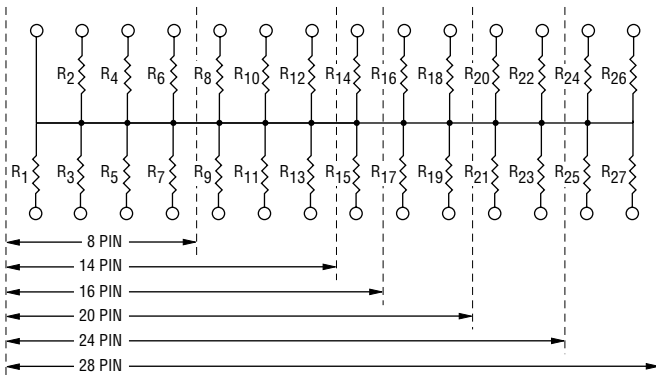 R2 R4 R6 R8 R10 R12 R14 R16 R18 R20 R22 R24 R26
R1 R3 R5 R7 R9 R11 R13 R15 R17 R19 R21 R23 R25 R27
8 PIN
14 PIN
16 PIN
20 PIN
24 PIN
28 PIN